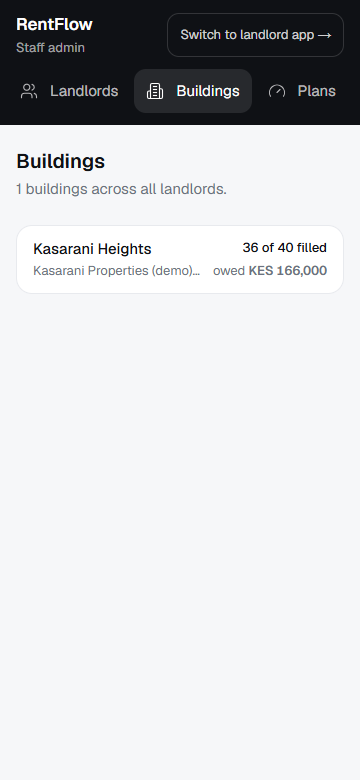 RentFlow
Staff admin
Switch to landlord app →
Landlords
Buildings
Plans
Buildings
1 buildings across all landlords.
Kasarani Heights
36 of 40 filled
Kasarani Properties (demo)...
owed KES 166,000